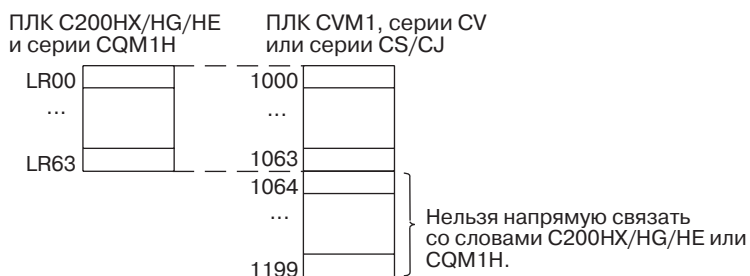 ПЛК C200HX/HG/HE
и серии CQM1H
ПЛК CVM1, серии CV
или серии CS/CJ
LR00
...
LR63
1000
...
1063
1064
...
1199
Нельзя напрямую связать
со словами C200HX/HG/HE или
CQM1H.